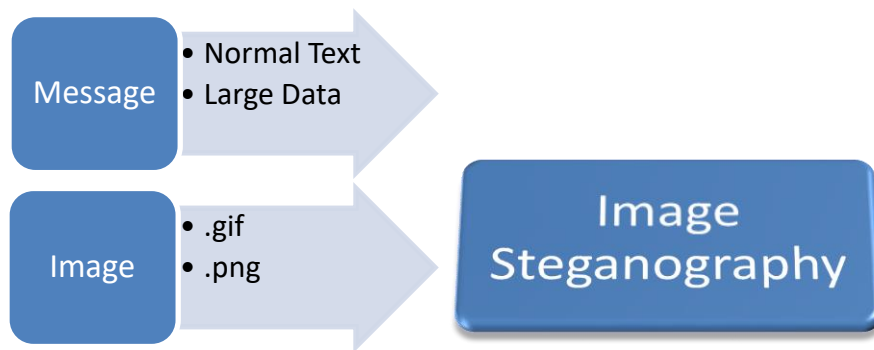 Message
• Normal Text
• Large Data
Image
• .gif
• .png
Image
Steganography